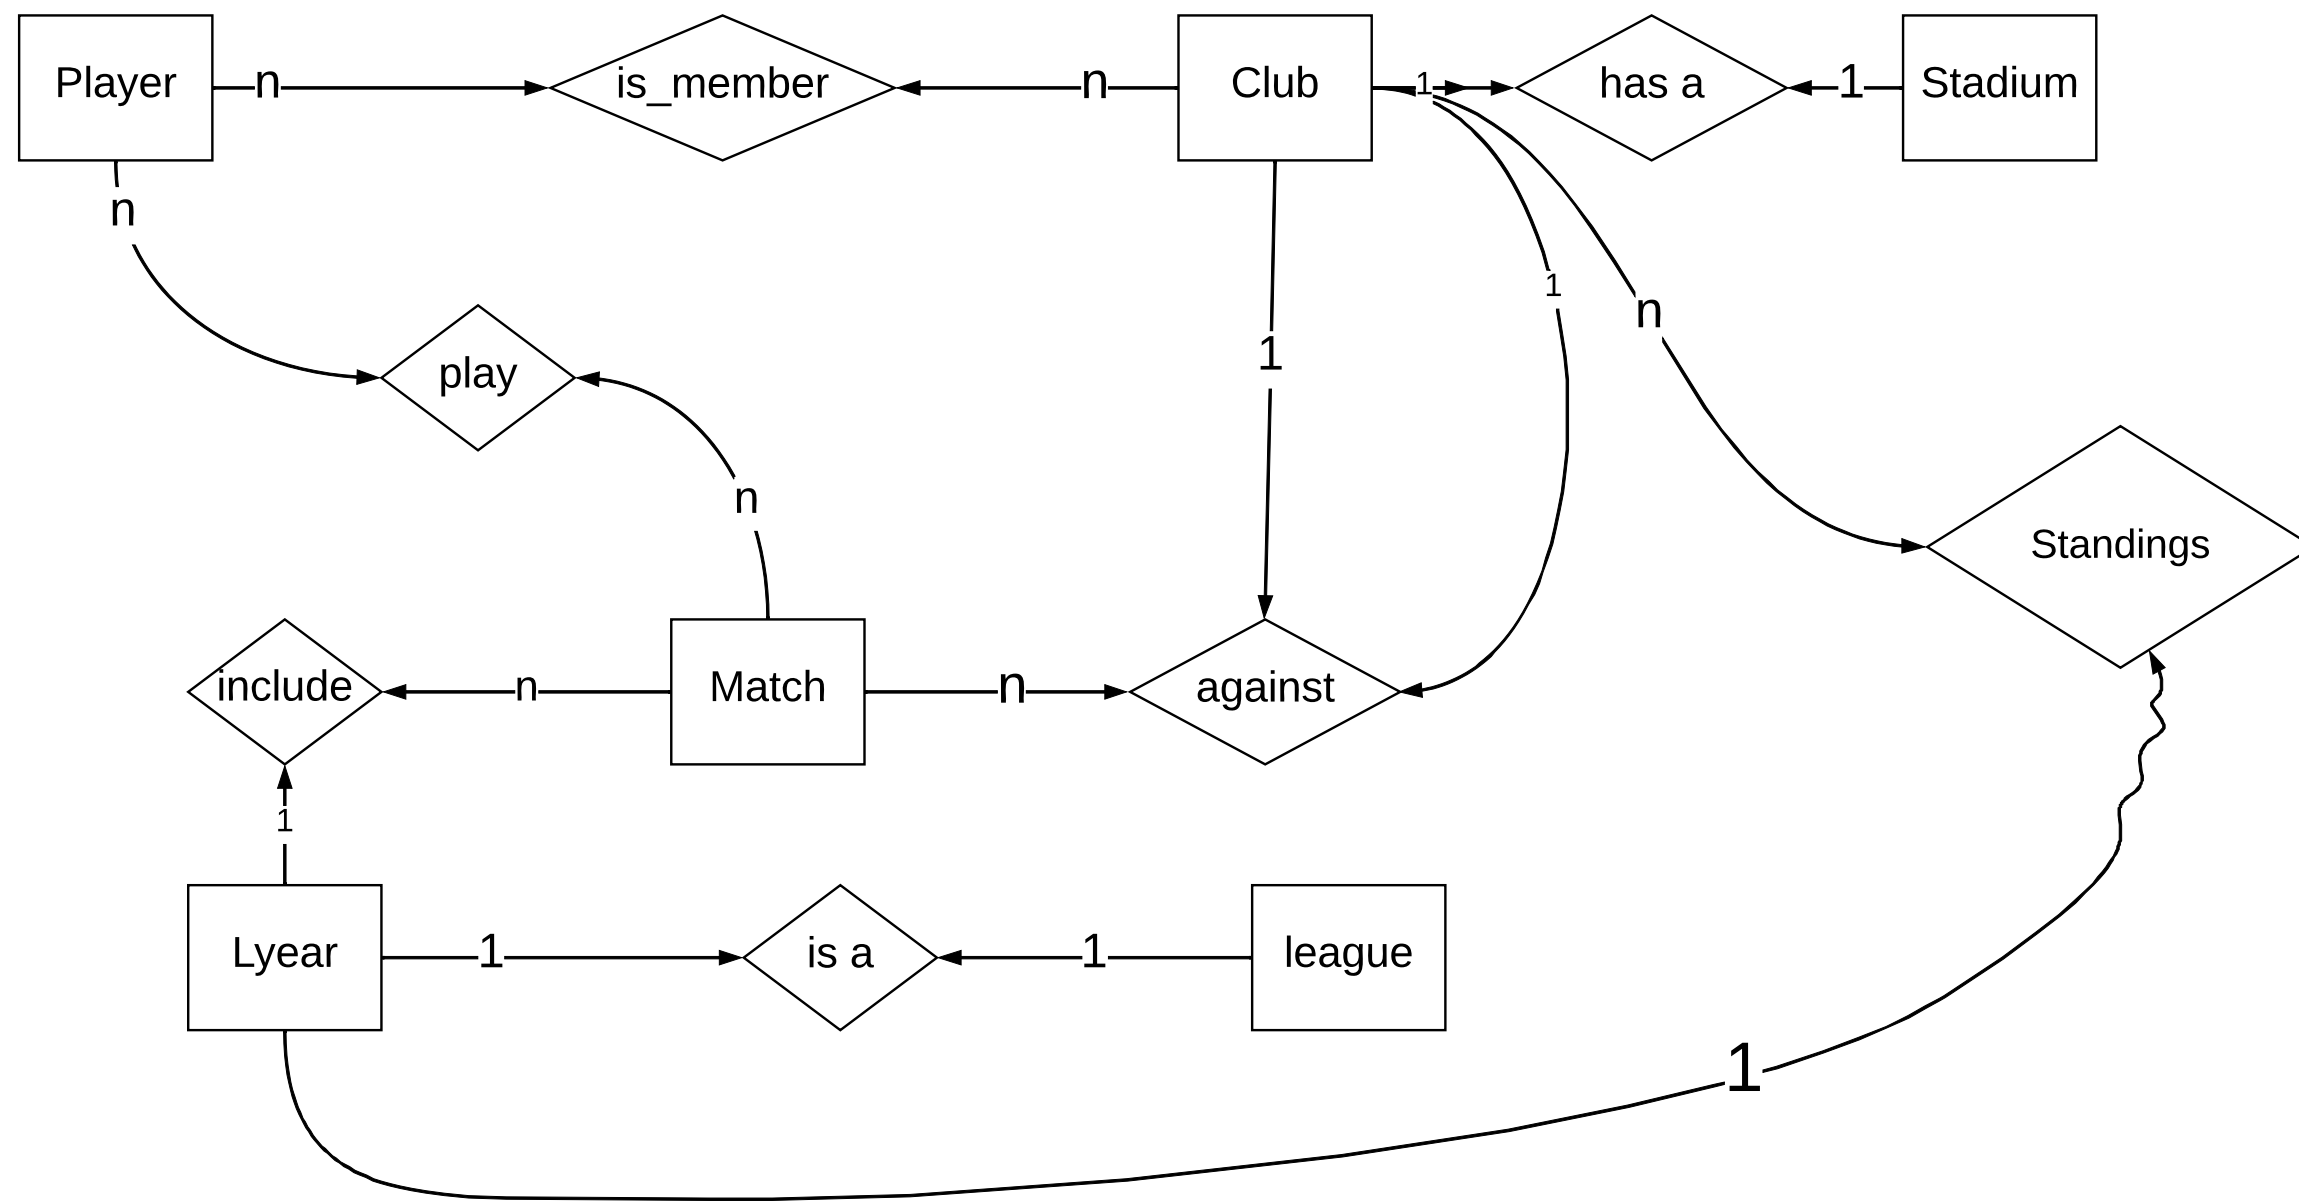 Player
n
is_member
n
Club
1
has a
1
Stadium
n
1
n
1
play
n
Standings
include
n
Match
n
against
1
Lyear
1
is a
1
league
1